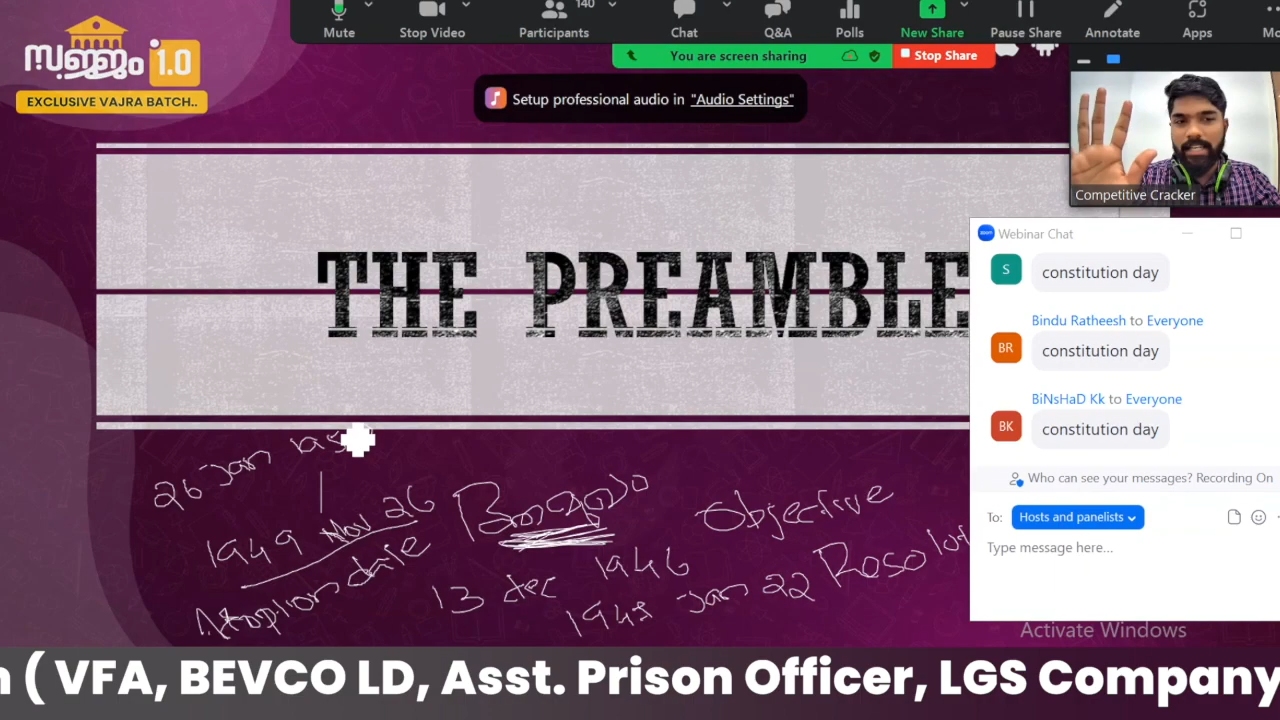 140
Mute
Stop Video
Participants
Chat
Q&A
Polls
New Share
Pause Share
Annotate
Apps
You are screen sharing
Stop Share
1.0
EXCLUSIVE VAJRA BATCH..
Setup professional audio in "Audio Settings"
Competitive Cracker
THE PREAMBLE
Webinar Chat
S
constitution day
Bindu Ratheesh to Everyone
BR
constitution day
BiNsHaD Kk to Everyone
BK
constitution day
Who can see your messages? Recording On
To: Hosts and panelists
Type message here...
26 Jan
1949 Nov 26
date
Objective
13 dec 1946
Jan 22
Activate Windows
( VFA, BEVCO LD, Asst. Prison Officer, LGS Company